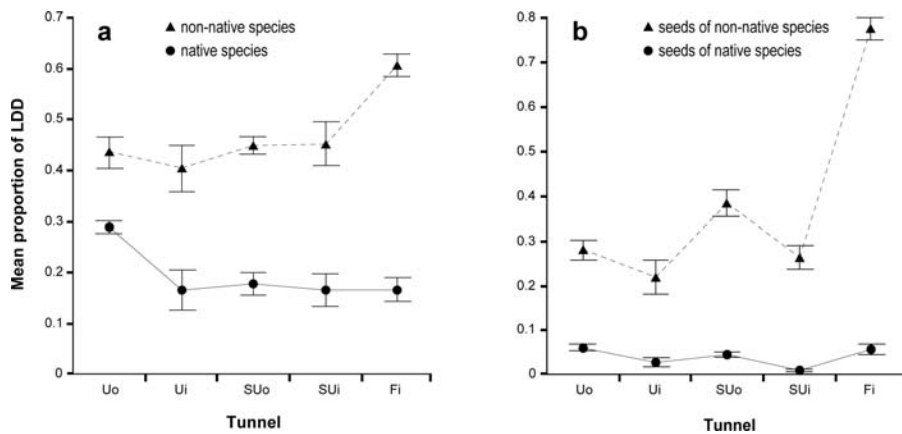 a
non-native species
native species
Mean proportion of LDD
0.7
0.6
0.5
0.4
0.3
0.2
0.1
0
Uo Ui SUo SUi Fi
Tunnel
b
seeds of non-native species
seeds of native species
0.8
0.7
0.6
0.5
0.4
0.3
0.2
0.1
0
Uo Ui SUo SUi Fi
Tunnel